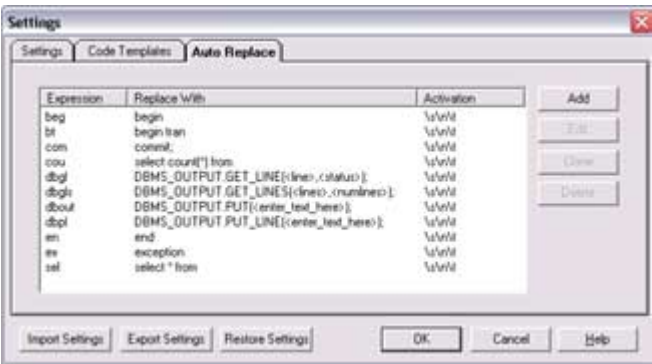 Settings
Settings Code Templates Auto Replace
Expression Replace With Activation
beg begin \s\n\t
bt begin tran \s\n\t
com commit; \s\n\t
cou select count(*) from \s\n\t
dbgl DBMS_OUTPUT.GET_LINE(<line>,<status>); \s\n\t
dbgls DBMS_OUTPUT.GET_LINES(<lines>,<numlines>); \s\n\t
dbout DBMS_OUTPUT.PUT(<enter_text_here>); \s\n\t
dbpl DBMS_OUTPUT.PUT_LINE(<enter_text_here>); \s\n\t
en end \s\n\t
ex exception \s\n\t
sel select * from \s\n\t
Add
Edit
Clone
Delete
Import Settings Export Settings Restore Settings OK Cancel Help